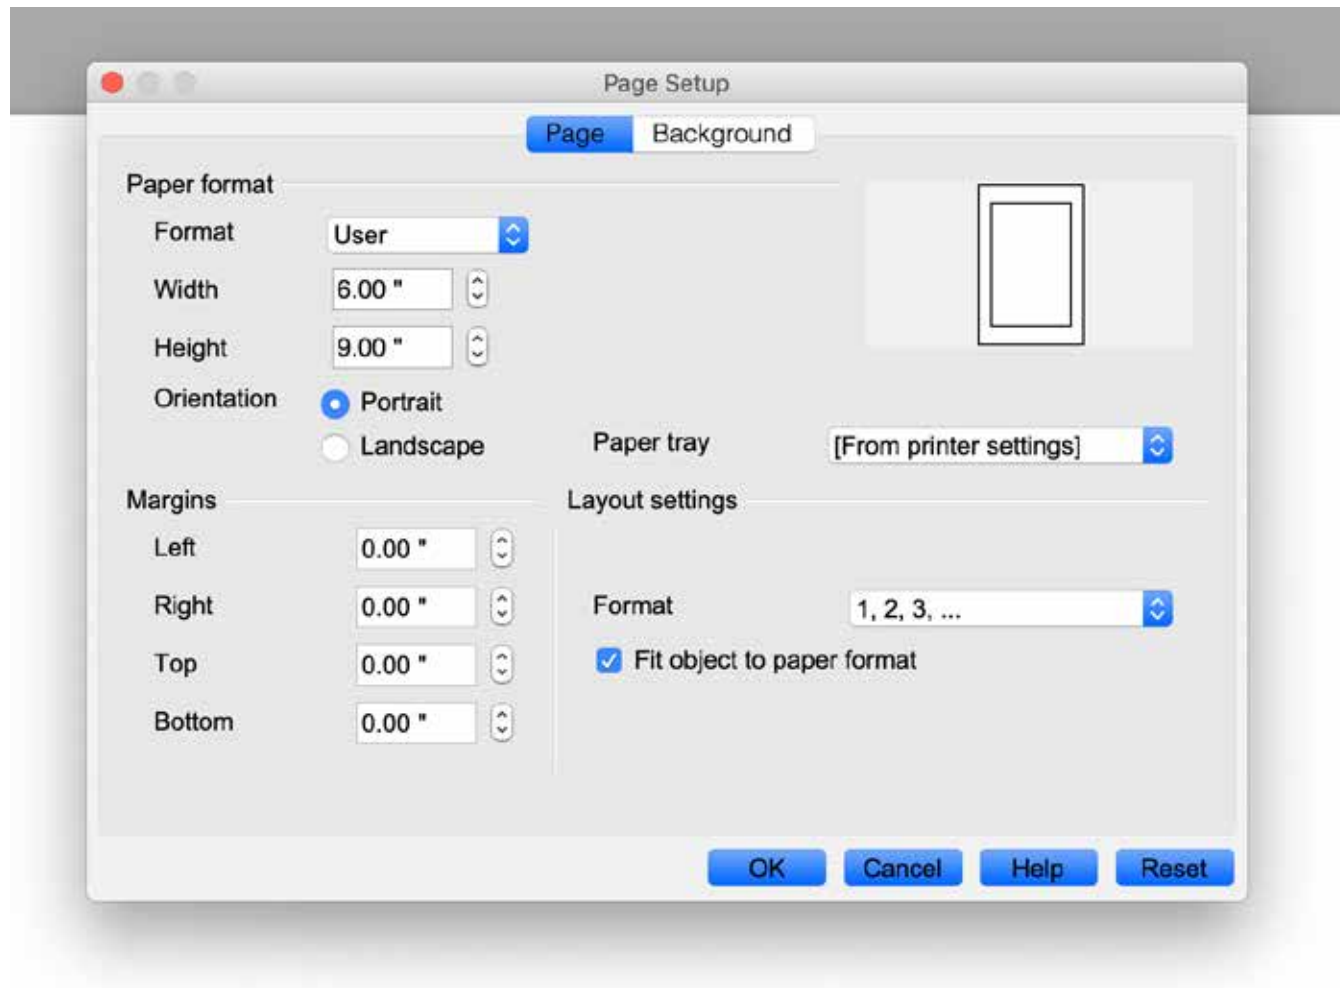 Page Setup
Page Background
Paper format
Format User
Width 6.00 "
Height 9.00 "
Orientation Portrait
Landscape
Paper tray [From printer settings]
Margins
Left 0.00 "
Right 0.00 "
Top 0.00 "
Bottom 0.00 "
Layout settings
Format 1, 2, 3, ...
Fit object to paper format
OK Cancel Help Reset